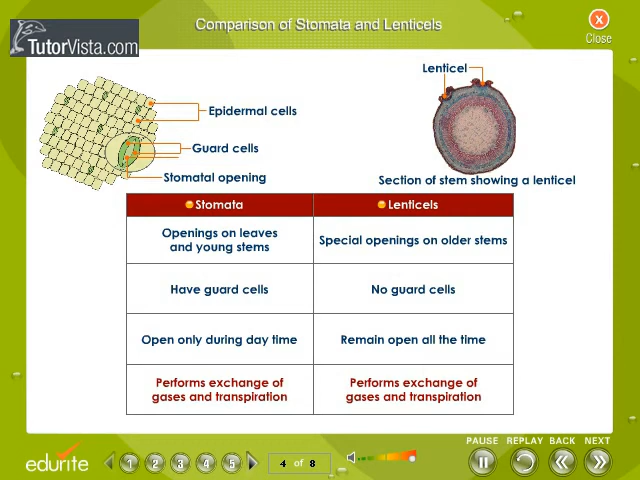 Comparison of Stomata and Lenticels
TutorVista.com
Close
Lenticel
Epidermal cells
Guard cells
Stomatal opening
Section of stem showing a lenticel
Stomata
Lenticels
Openings on leaves
and young stems
Special openings on older stems
Have guard cells
No guard cells
Open only during day time
Remain open all the time
Performs exchange of
gases and transpiration
Performs exchange of
gases and transpiration
PAUSE REPLAY BACK NEXT
edurite
1 2 3 4 5
4 of 8